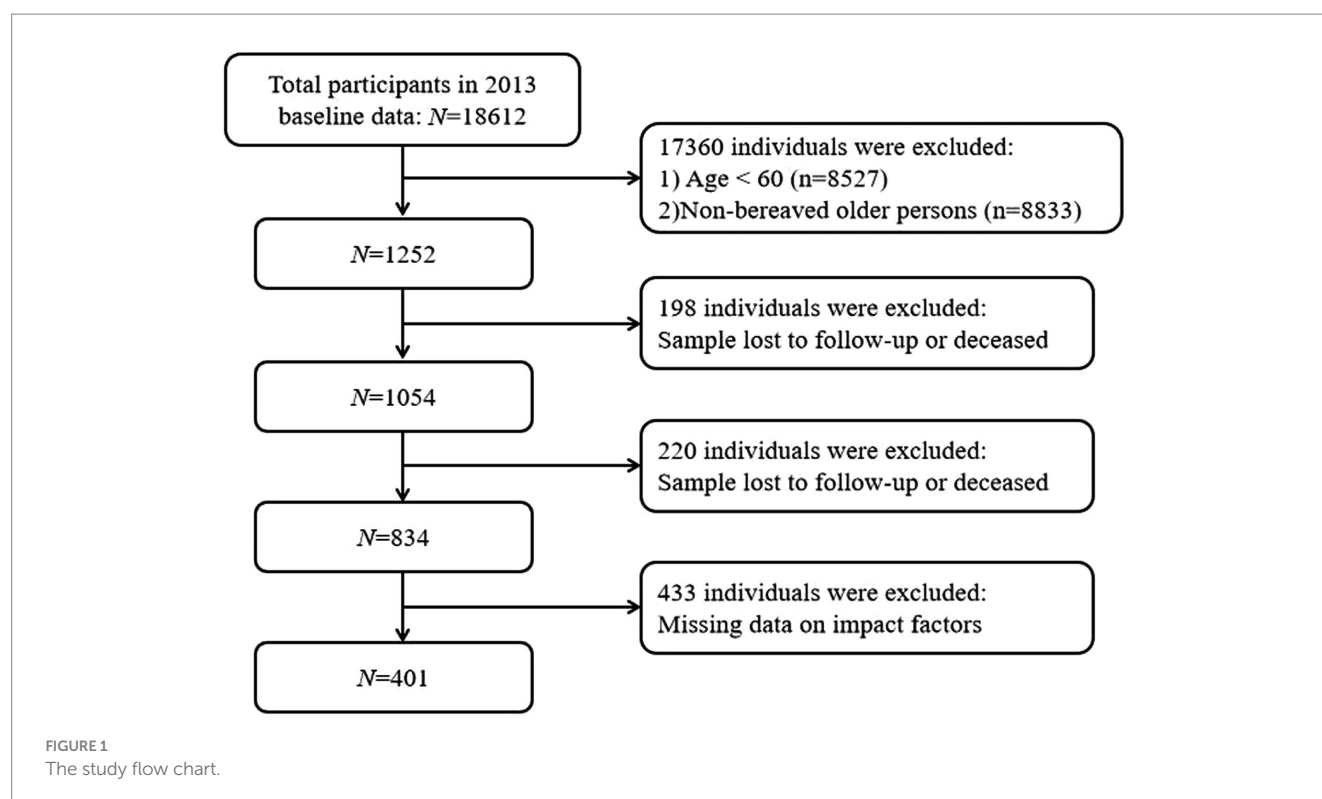 Total participants in 2013
baseline data: N=18612
17360 individuals were excluded:
1) Age < 60 (n=8527)
2)Non-bereaved older persons (n=8833)
N=1252
198 individuals were excluded:
Sample lost to follow-up or deceased
N=1054
220 individuals were excluded:
Sample lost to follow-up or deceased
N=834
433 individuals were excluded:
Missing data on impact factors
N=401
FIGURE 1
The study flow chart.